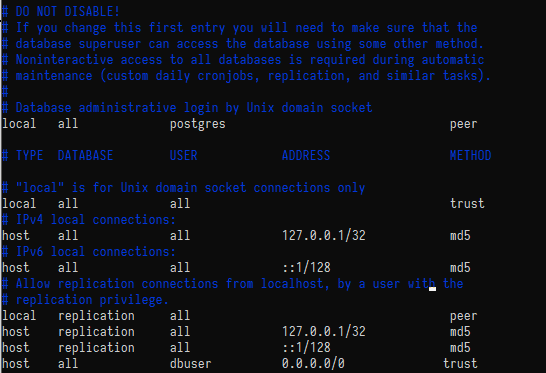 # DO NOT DISABLE!
# If you change this first entry you will need to make sure that the
# database superuser can access the database using some other method.
# Noninteractive access to all databases is required during automatic
# maintenance (custom daily cronjobs, replication, and similar tasks).
#
# Database administrative login by Unix domain socket
local   all             postgres                                peer

# TYPE  DATABASE        USER            ADDRESS                 METHOD

# "local" is for Unix domain socket connections only
local   all             all                                     trust
# IPv4 local connections:
host    all             all             127.0.0.1/32            md5
# IPv6 local connections:
host    all             all             ::1/128                 md5
# Allow replication connections from localhost, by a user with the
# replication privilege.
local   replication     all                                     peer
host    replication     all             127.0.0.1/32            md5
host    replication     all             ::1/128                 md5
host    all             dbuser          0.0.0.0/0              trust